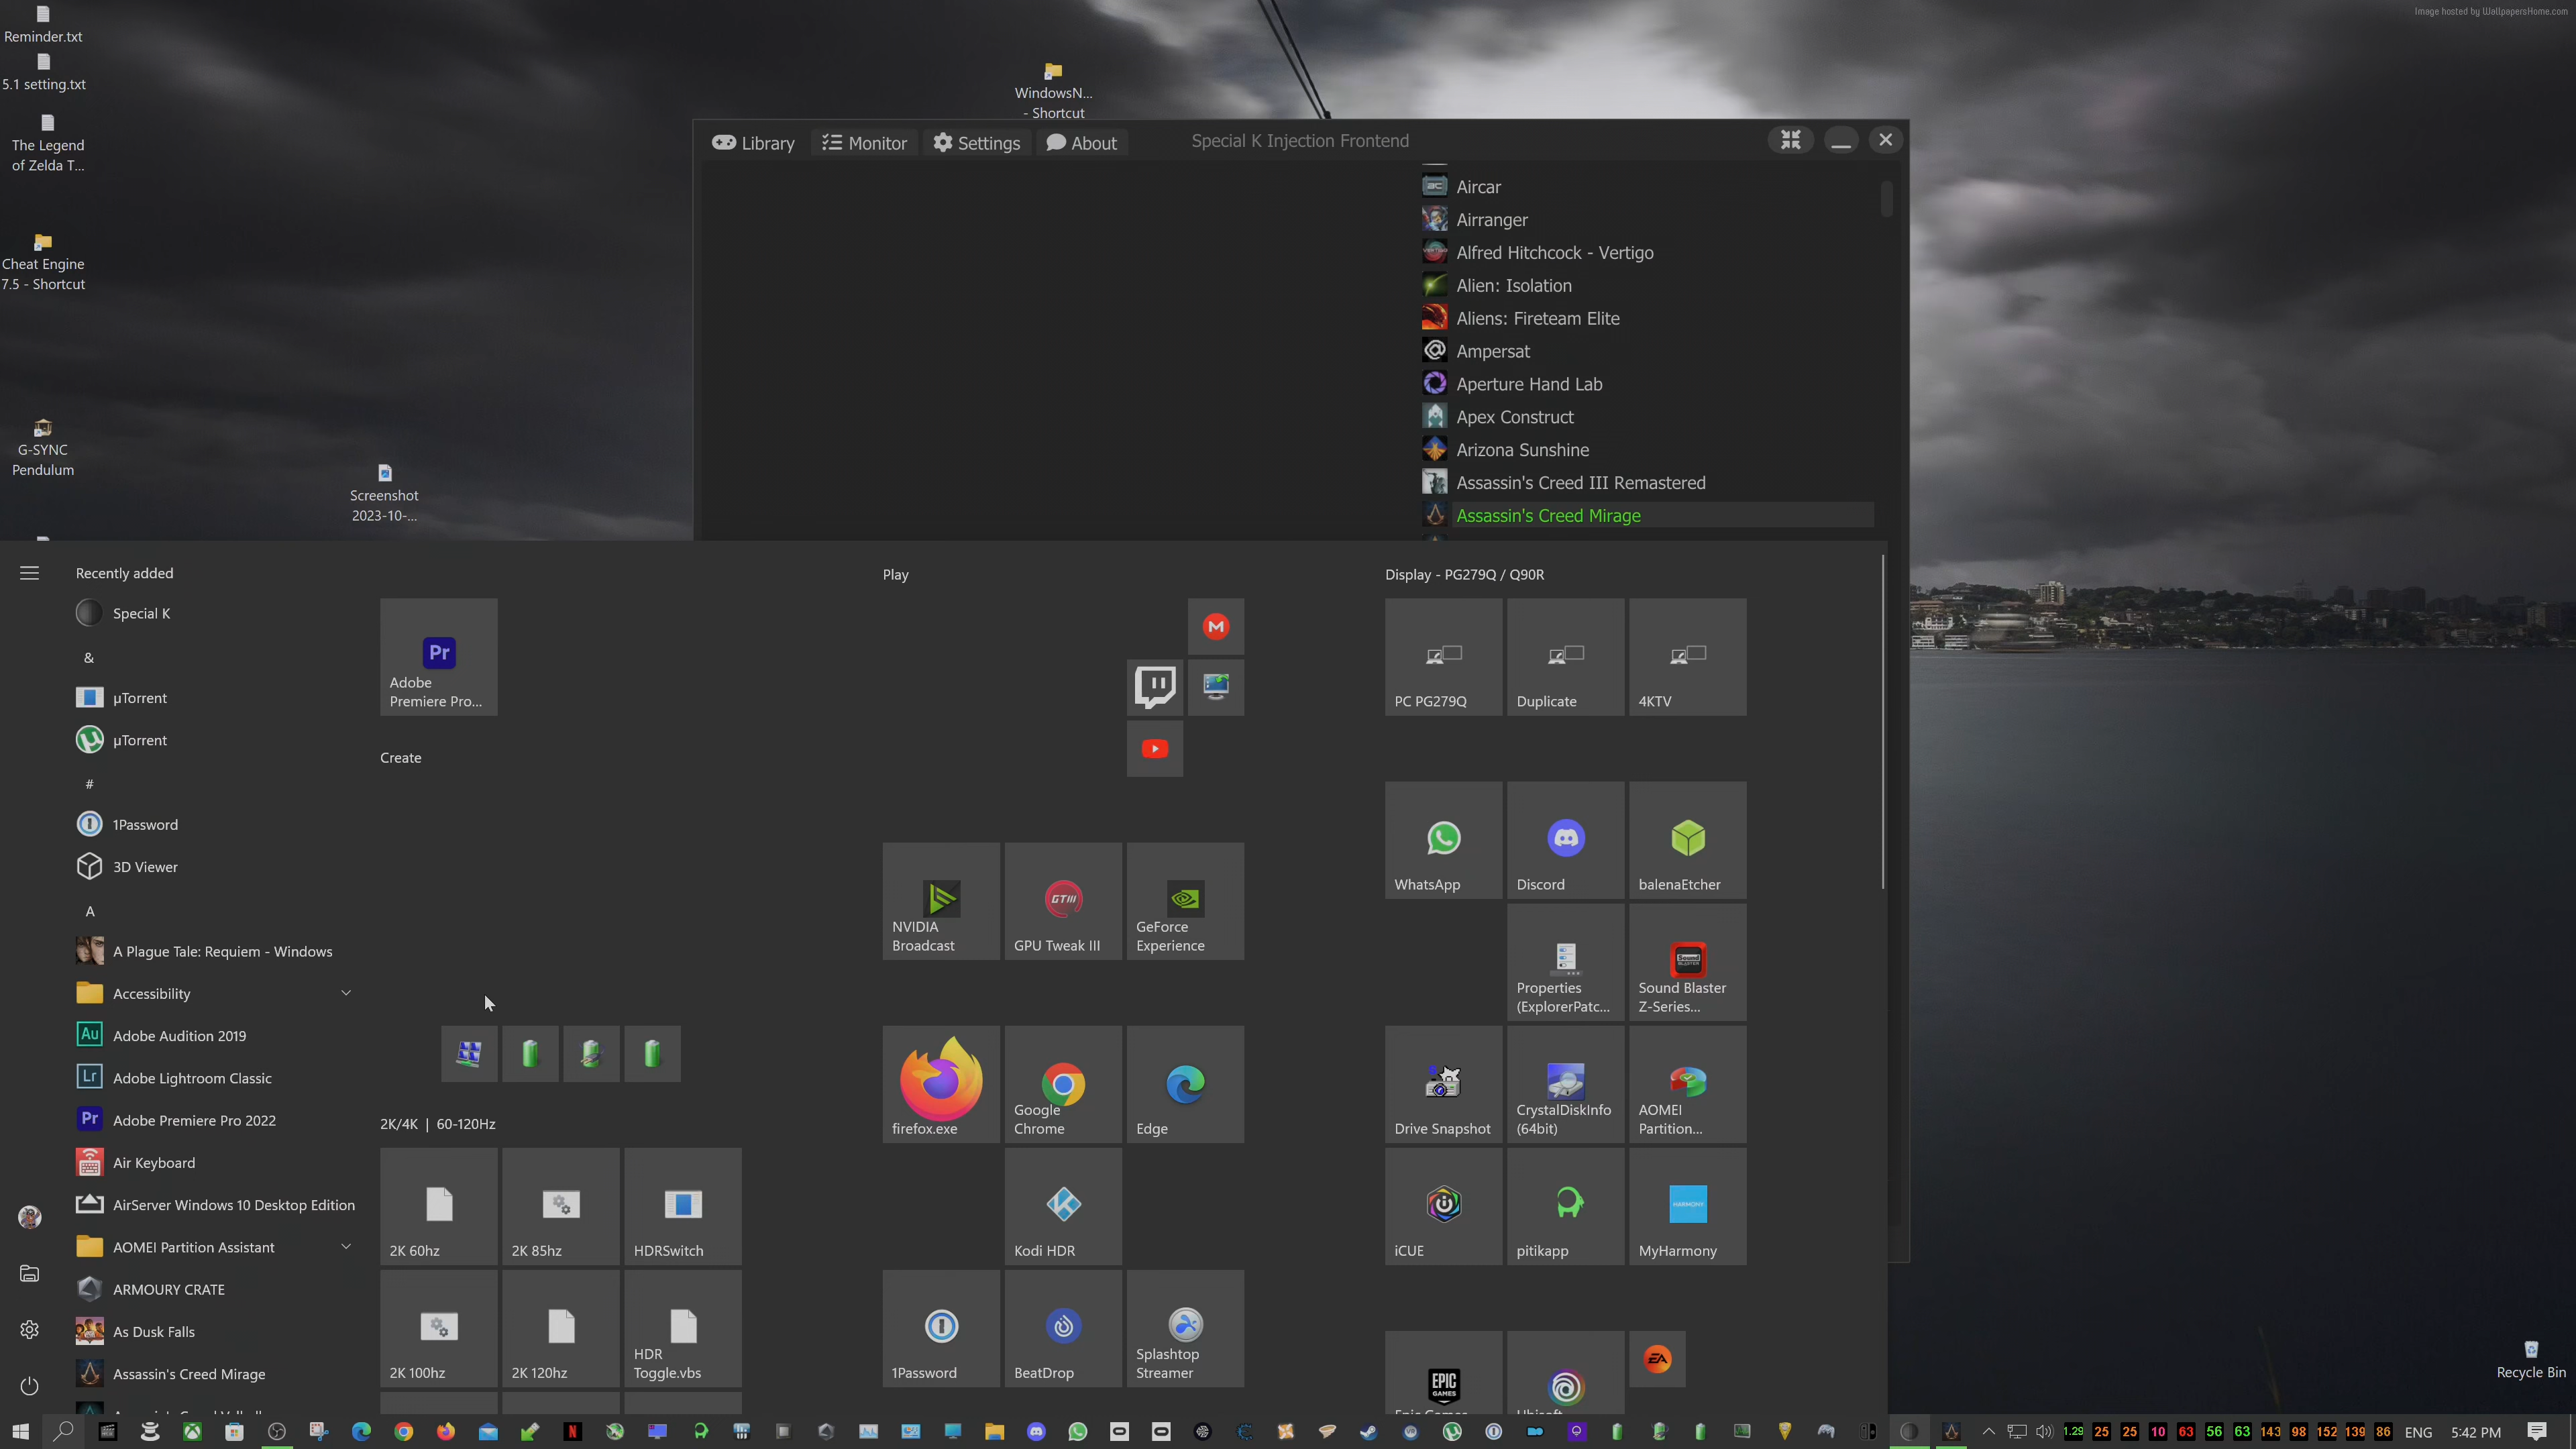 Image hosted by WallpapersHome.com
Reminder.txt
5.1 setting.txt
The Legend
of Zelda T...
Cheat Engine
7.5 - Shortcut
G-SYNC
Pendulum
Screenshot
2023-10-...
WindowsN...
- Shortcut
Library
Monitor
Settings
About
Special K Injection Frontend
Aircar
Airranger
Alfred Hitchcock - Vertigo
Alien: Isolation
Aliens: Fireteam Elite
Ampersat
Aperture Hand Lab
Apex Construct
Arizona Sunshine
Assassin's Creed III Remastered
Assassin's Creed Mirage
Recently added
Special K
&
µTorrent
µTorrent
#
1Password
3D Viewer
A
A Plague Tale: Requiem - Windows
Accessibility
Adobe Audition 2019
Adobe Lightroom Classic
Adobe Premiere Pro 2022
Air Keyboard
AirServer Windows 10 Desktop Edition
AOMEI Partition Assistant
ARMOURY CRATE
As Dusk Falls
Assassin's Creed Mirage
Adobe
Premiere Pro...
Create
2K/4K | 60-120Hz
2K 60hz
2K 85hz
HDRSwitch
2K 100hz
2K 120hz
HDR
Toggle.vbs
Play
NVIDIA
Broadcast
GPU Tweak III
GeForce
Experience
firefox.exe
Google
Chrome
Edge
Kodi HDR
1Password
BeatDrop
Splashtop
Streamer
Display - PG279Q / Q90R
PC PG279Q
Duplicate
4KTV
WhatsApp
Discord
balenaEtcher
Properties
(ExplorerPatc...
Sound Blaster
Z-Series...
Drive Snapshot
CrystalDiskInfo
(64bit)
AOMEI
Partition...
iCUE
pitikapp
MyHarmony
Epic Games
Ubisoft
Recycle Bin
1.29 25 25 10 63 56 63 143 98 152 139 86
ENG
5:42 PM